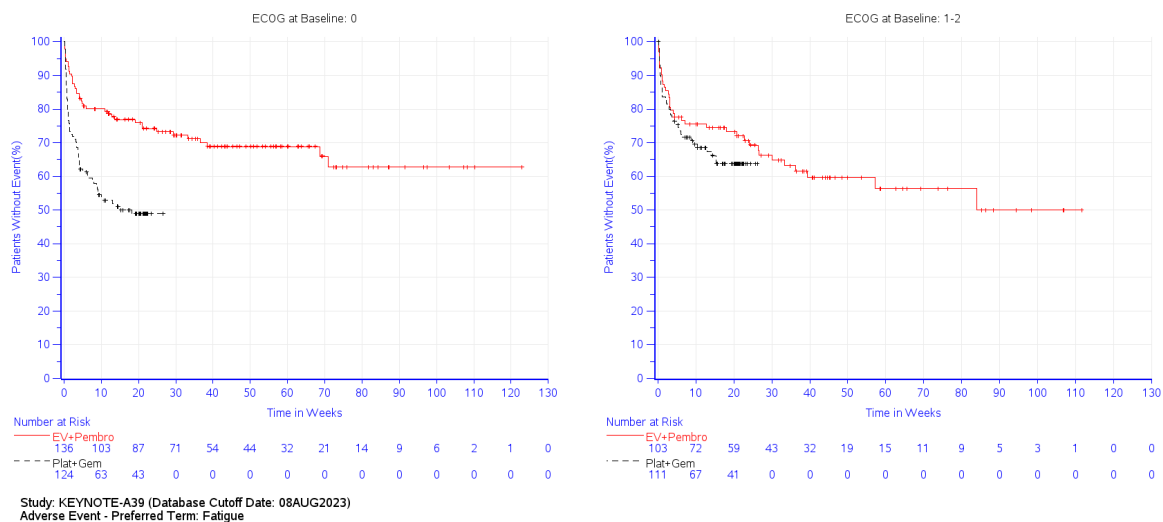 ECOG at Baseline: 0
Patients Without Event(%)
100
90
80
70
60
50
40
30
20
10
0
0 10 20 30 40 50 60 70 80 90 100 110 120 130
Time in Weeks
Number at Risk
EV+Pembro
136 103 87 71 54 44 32 21 14 9 6 2 1 0
Plat+Gem
124 63 43 0 0 0 0 0 0 0 0 0 0 0
ECOG at Baseline: 1-2
Patients Without Event(%)
100
90
80
70
60
50
40
30
20
10
0
0 10 20 30 40 50 60 70 80 90 100 110 120 130
Time in Weeks
Number at Risk
EV+Pembro
103 72 59 43 32 19 15 11 9 5 3 1 0 0
Plat+Gem
111 67 41 0 0 0 0 0 0 0 0 0 0 0
Study: KEYNOTE-A39 (Database Cutoff Date: 08AUG2023)
Adverse Event - Preferred Term: Fatigue